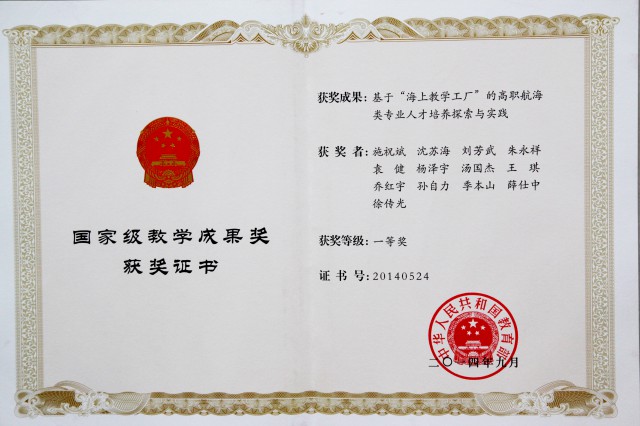 国家级教学成果奖
获奖证书
获奖成果：基于“海上教学工厂”的高职航海
类专业人才培养探索与实践
获 奖 者：施祝斌 沈苏海 刘芳武 朱永祥
袁 健 杨泽宇 汤国杰 王 琪
乔红宇 孙自力 季本山 薛仕中
徐传光
获奖等级：一等奖
证 书 号：20140524
中华人民共和国教育部
二〇一四年九月